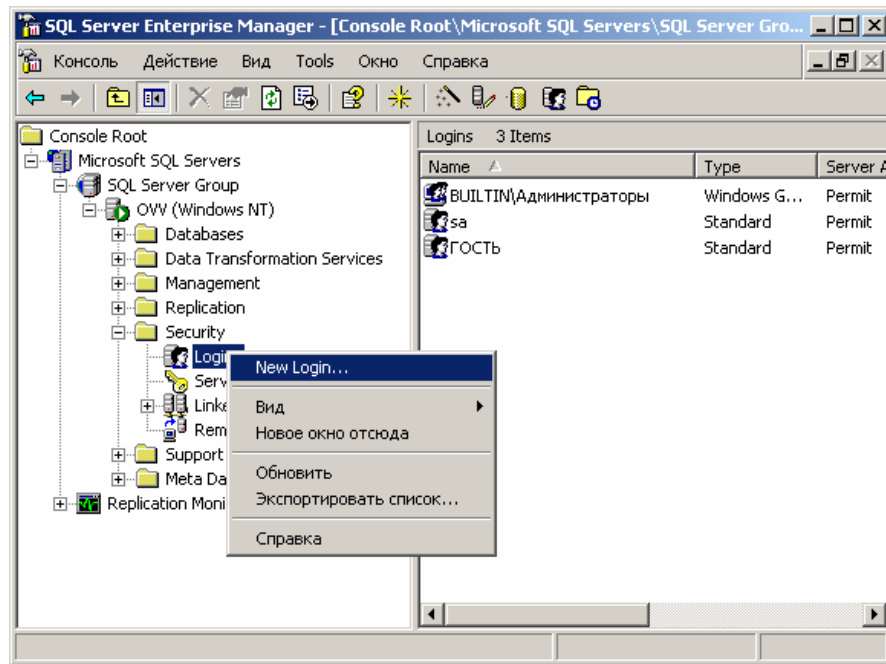 SQL Server Enterprise Manager - [Console Root\Microsoft SQL Servers\SQL Server Gro...
Консоль Действие Вид Tools Окно Справка
Console Root
Microsoft SQL Servers
SQL Server Group
OVV (Windows NT)
Databases
Data Transformation Services
Management
Replication
Security
Logi
Serv
Linke
Rem
Support
Meta Da
Replication Moni
New Login...
Вид
Новое окно отсюда
Обновить
Экспортировать список...
Справка
Logins 3 Items
Name Type Server A
BUILTIN\Администраторы Windows G... Permit
sa Standard Permit
ГОСТЬ Standard Permit